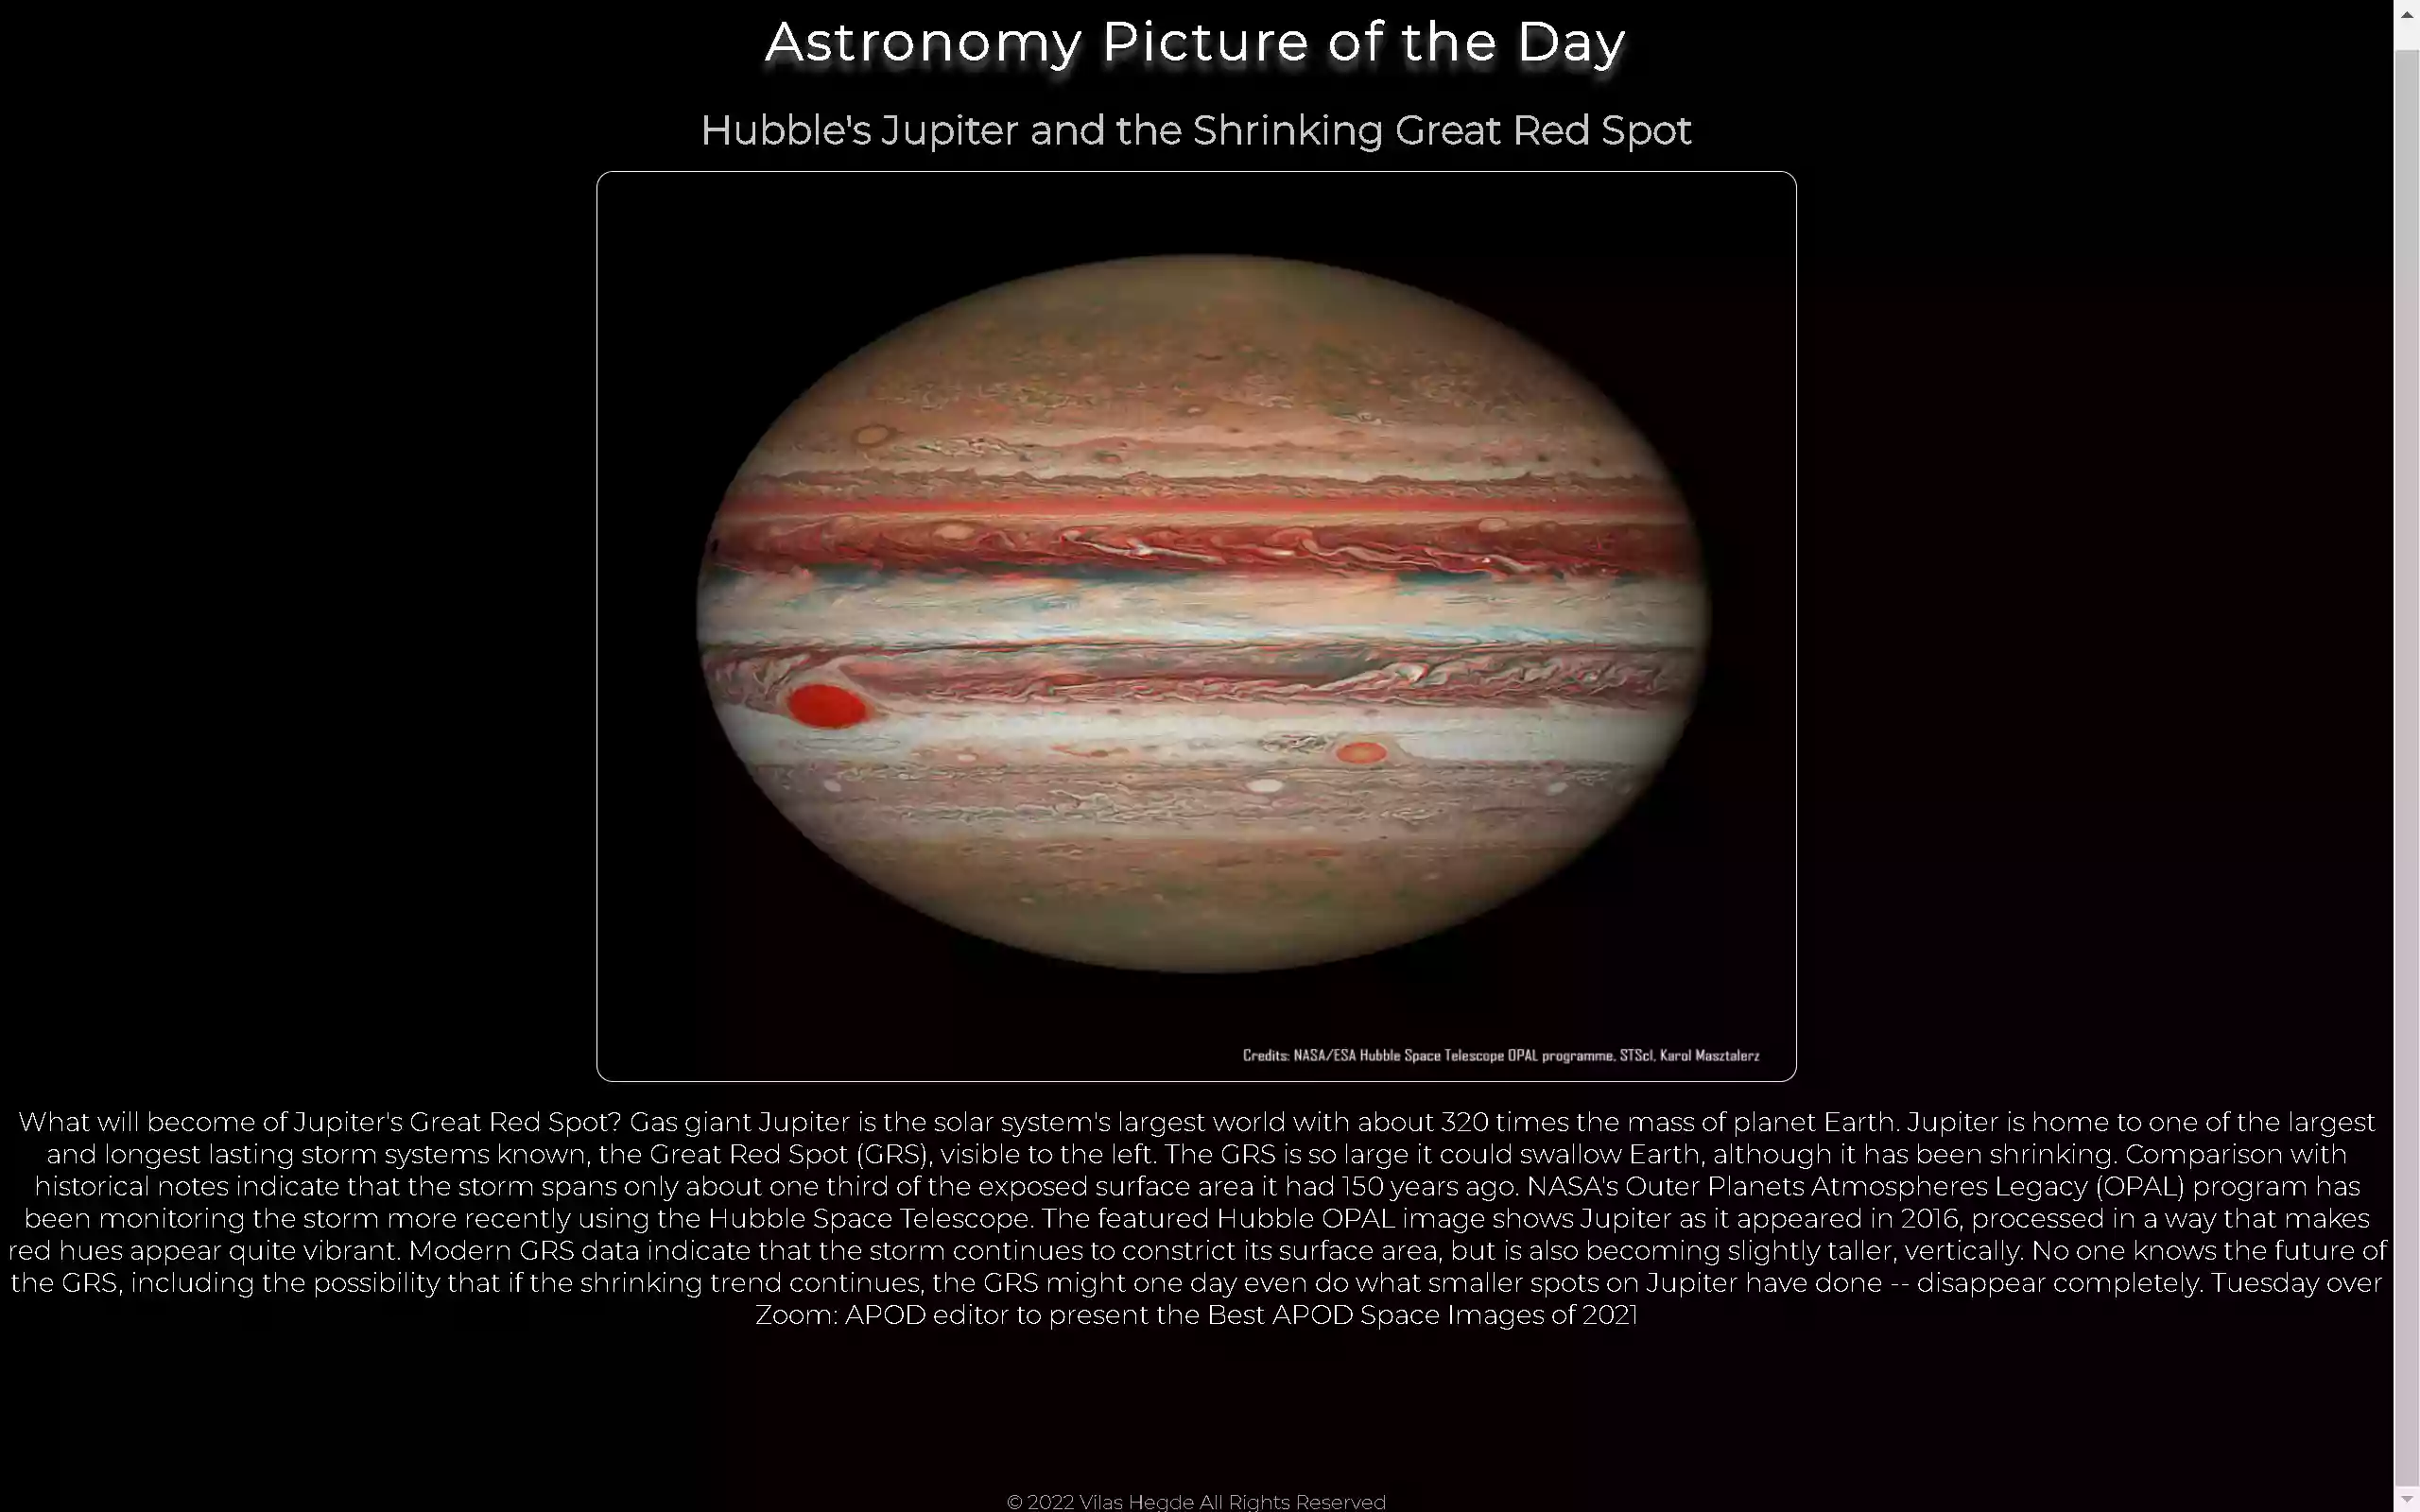 Astronomy Picture of the Day
Hubble's Jupiter and the Shrinking Great Red Spot
Credits: NASA/ESA Hubble Space Telescope OPAL programme, STScI, Karol Masztalerz
What will become of Jupiter's Great Red Spot? Gas giant Jupiter is the solar system's largest world with about 320 times the mass of planet Earth. Jupiter is home to one of the largest
and longest lasting storm systems known, the Great Red Spot (GRS), visible to the left. The GRS is so large it could swallow Earth, although it has been shrinking. Comparison with
historical notes indicate that the storm spans only about one third of the exposed surface area it had 150 years ago. NASA's Outer Planets Atmospheres Legacy (OPAL) program has
been monitoring the storm more recently using the Hubble Space Telescope. The featured Hubble OPAL image shows Jupiter as it appeared in 2016, processed in a way that makes
red hues appear quite vibrant. Modern GRS data indicate that the storm continues to constrict its surface area, but is also becoming slightly taller, vertically. No one knows the future of
the GRS, including the possibility that if the shrinking trend continues, the GRS might one day even do what smaller spots on Jupiter have done -- disappear completely. Tuesday over
Zoom: APOD editor to present the Best APOD Space Images of 2021
© 2022 Vilas Hegde All Rights Reserved